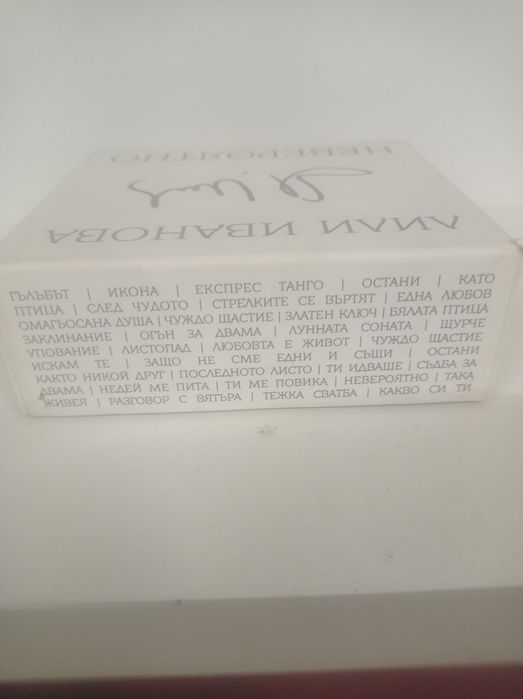 НЕВЕРОЯТНО
ЛИЛИ ИВАНОВА
ГЪЛЪБЪТ | ИКОНА | ЕКСПРЕС ТАНГО | ОСТАНИ | КАТО
ПТИЦА | СЛЕД ЧУДОТО | СТРЕЛКИТЕ СЕ ВЪРТЯТ | ЕДНА ЛЮБОВ
ОМАГЬОСАНА ДУША | ЧУЖДО ЩАСТИЕ | ЗЛАТЕН КЛЮЧ | БЯЛАТА ПТИЦА
ЗАКЛИНАНИЕ | ОГЪН ЗА ДВАМА | ЛУННАТА СОНАТА | ЩУРЧЕ
УПОВАНИЕ | ЛИСТОПАД | ЛЮБОВТА Е ЖИВОТ | ЧУЖДО ЩАСТИЕ
ИСКАМ ТЕ | ЗАЩО НЕ СМЕ ЕДНИ И СЪЩИ | ОСТАНИ
КАКТО НИКОЙ ДРУГ | ПОСЛЕДНОТО ЛИСТО | ТИ ИДВАШЕ | СЪДБА ЗА
ДВАМА | НЕДЕЙ МЕ ПИТА | ТИ МЕ ПОВИКА | НЕВЕРОЯТНО | ТАКА
ЖИВЕЯ | РАЗГОВОР С ВЯТЪРА | ТЕЖКА СВАТБА | КАКВО СИ ТИ